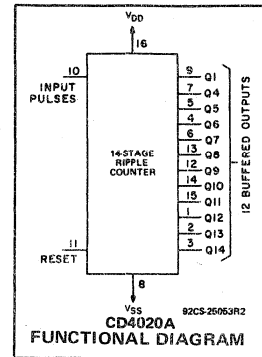 VDD
16
10
INPUT
PULSES
14-STAGE
RIPPLE
COUNTER
11
RESET
9 Q1
7 Q4
5 Q5
4 Q6
6 Q7
13 Q8
12 Q9
14 Q10
15 Q11
1 Q12
2 Q13
3 Q14
12 BUFFERED OUTPUTS
8
VSS
92CS-25053R2
CD4020A
FUNCTIONAL DIAGRAM